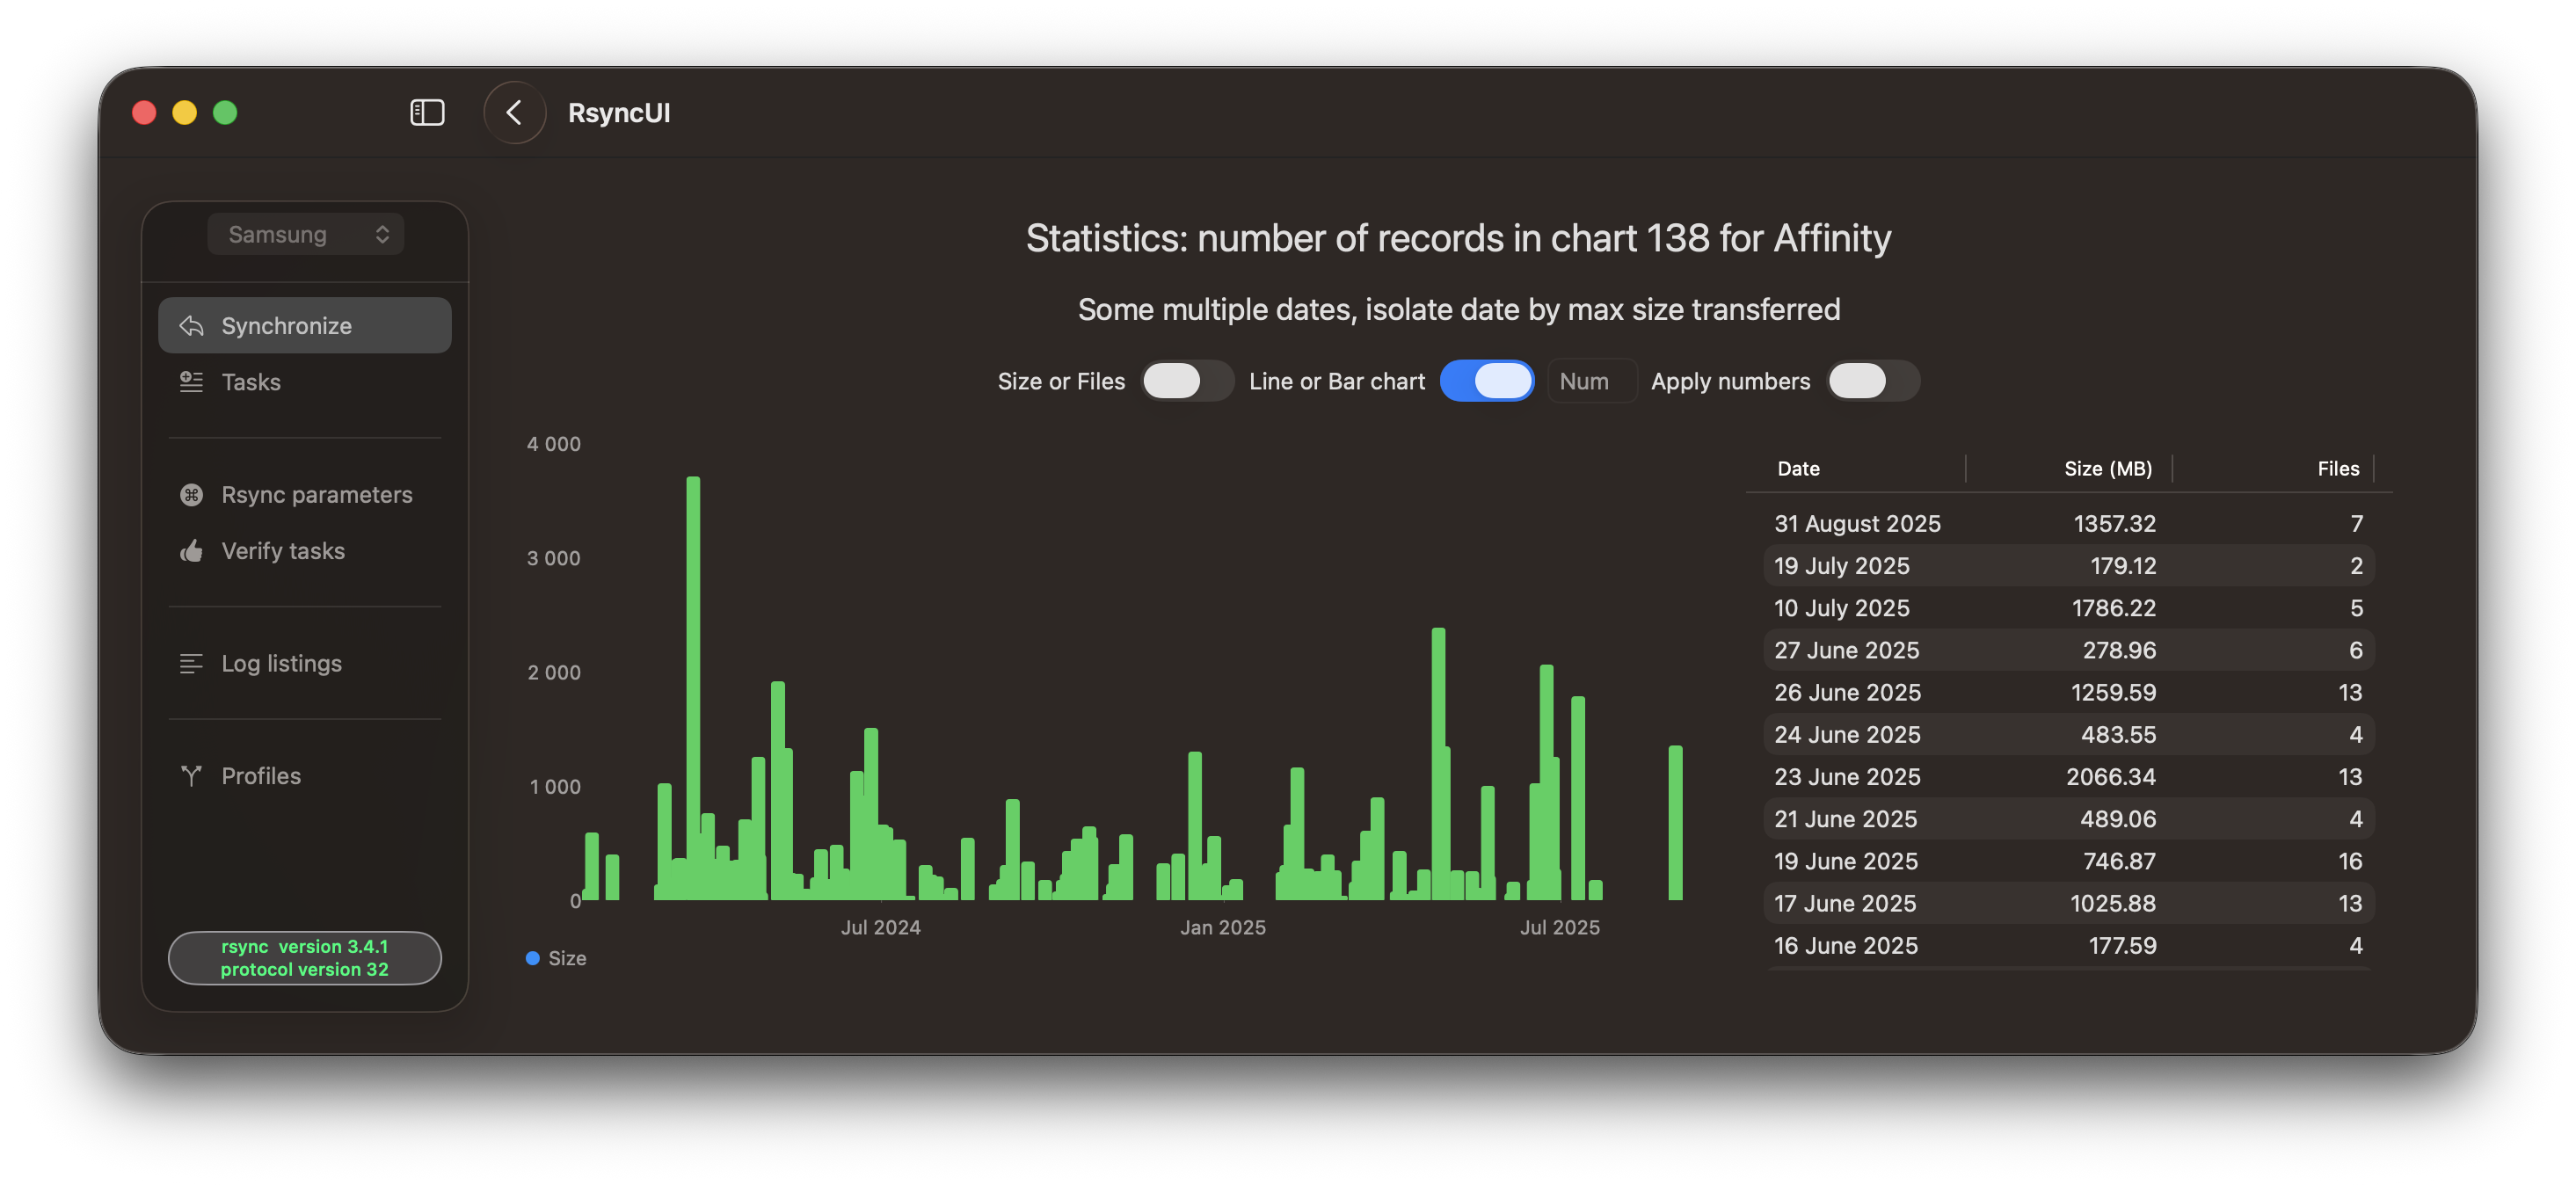 RsyncUI
Samsung
Synchronize
Tasks
Rsync parameters
Verify tasks
Log listings
Profiles
rsync  version 3.4.1
protocol version 32
Statistics: number of records in chart 138 for Affinity
Some multiple dates, isolate date by max size transferred
Size or Files Line or Bar chart Num Apply numbers
4 000
3 000
2 000
1 000
0
Jul 2024 Jan 2025 Jul 2025
Size
Date Size (MB) Files
31 August 2025 1357.32 7
19 July 2025 179.12 2
10 July 2025 1786.22 5
27 June 2025 278.96 6
26 June 2025 1259.59 13
24 June 2025 483.55 4
23 June 2025 2066.34 13
21 June 2025 489.06 4
19 June 2025 746.87 16
17 June 2025 1025.88 13
16 June 2025 177.59 4